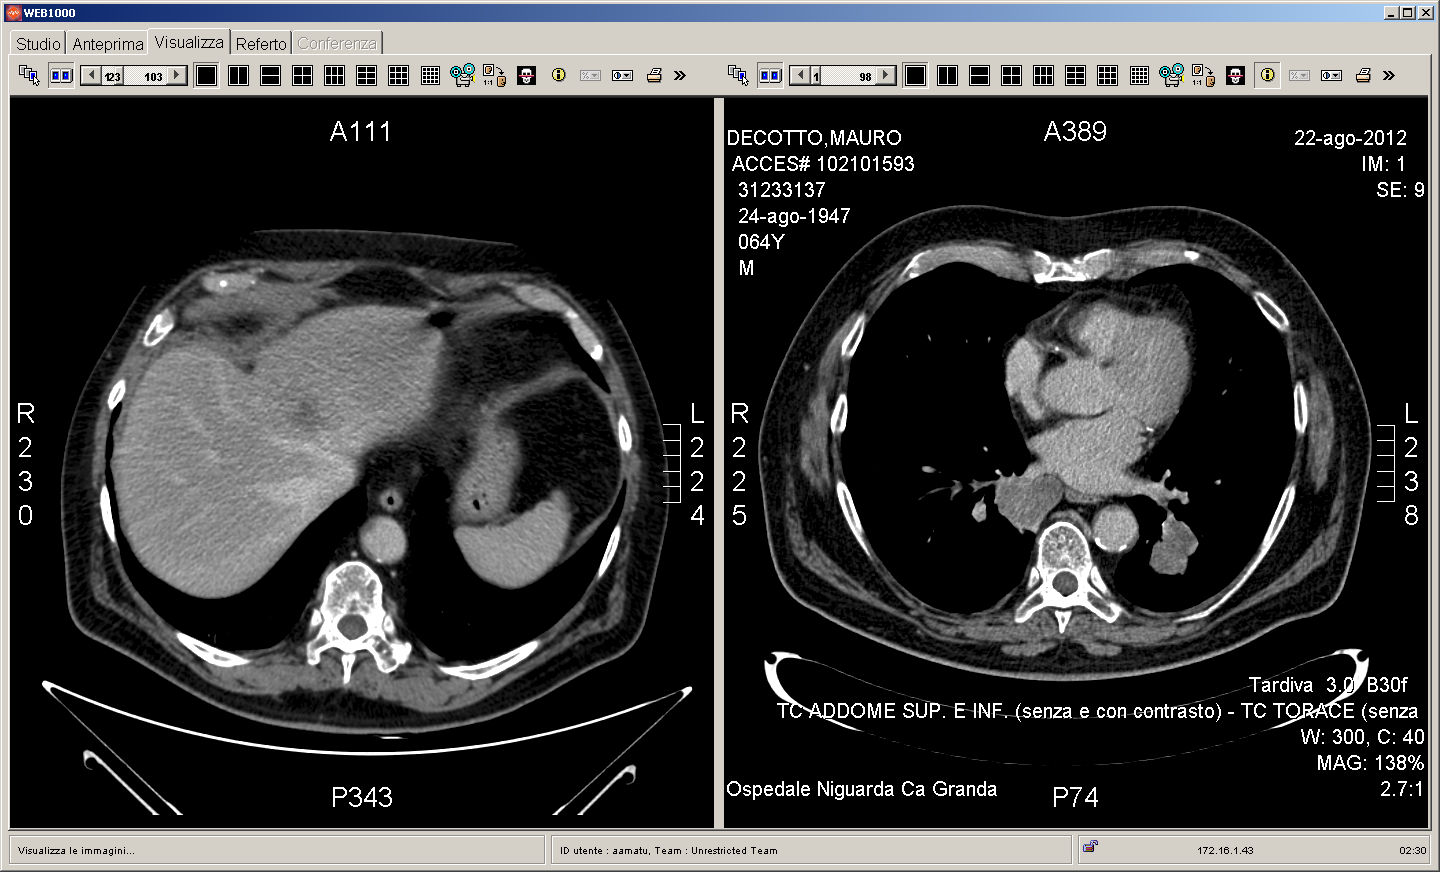 WEB1000
Studio Anteprima Visualizza Referto Conferenza
123 103
1:1
1 98
1:1
A111
R
2
3
0
L
2
2
4
P343
DECOTTO,MAURO
ACCES# 102101593
31233137
24-ago-1947
064Y
M
A389
22-ago-2012
IM: 1
SE: 9
R
2
2
5
L
2
3
8
Tardiva 3.0 B30f
TC ADDOME SUP. E INF. (senza e con contrasto) - TC TORACE (senza
W: 300, C: 40
MAG: 138%
2.7:1
Ospedale Niguarda Ca Granda
P74
Visualizza le immagini...
ID utente : aamatu, Team : Unrestricted Team
172.16.1.43
02:30